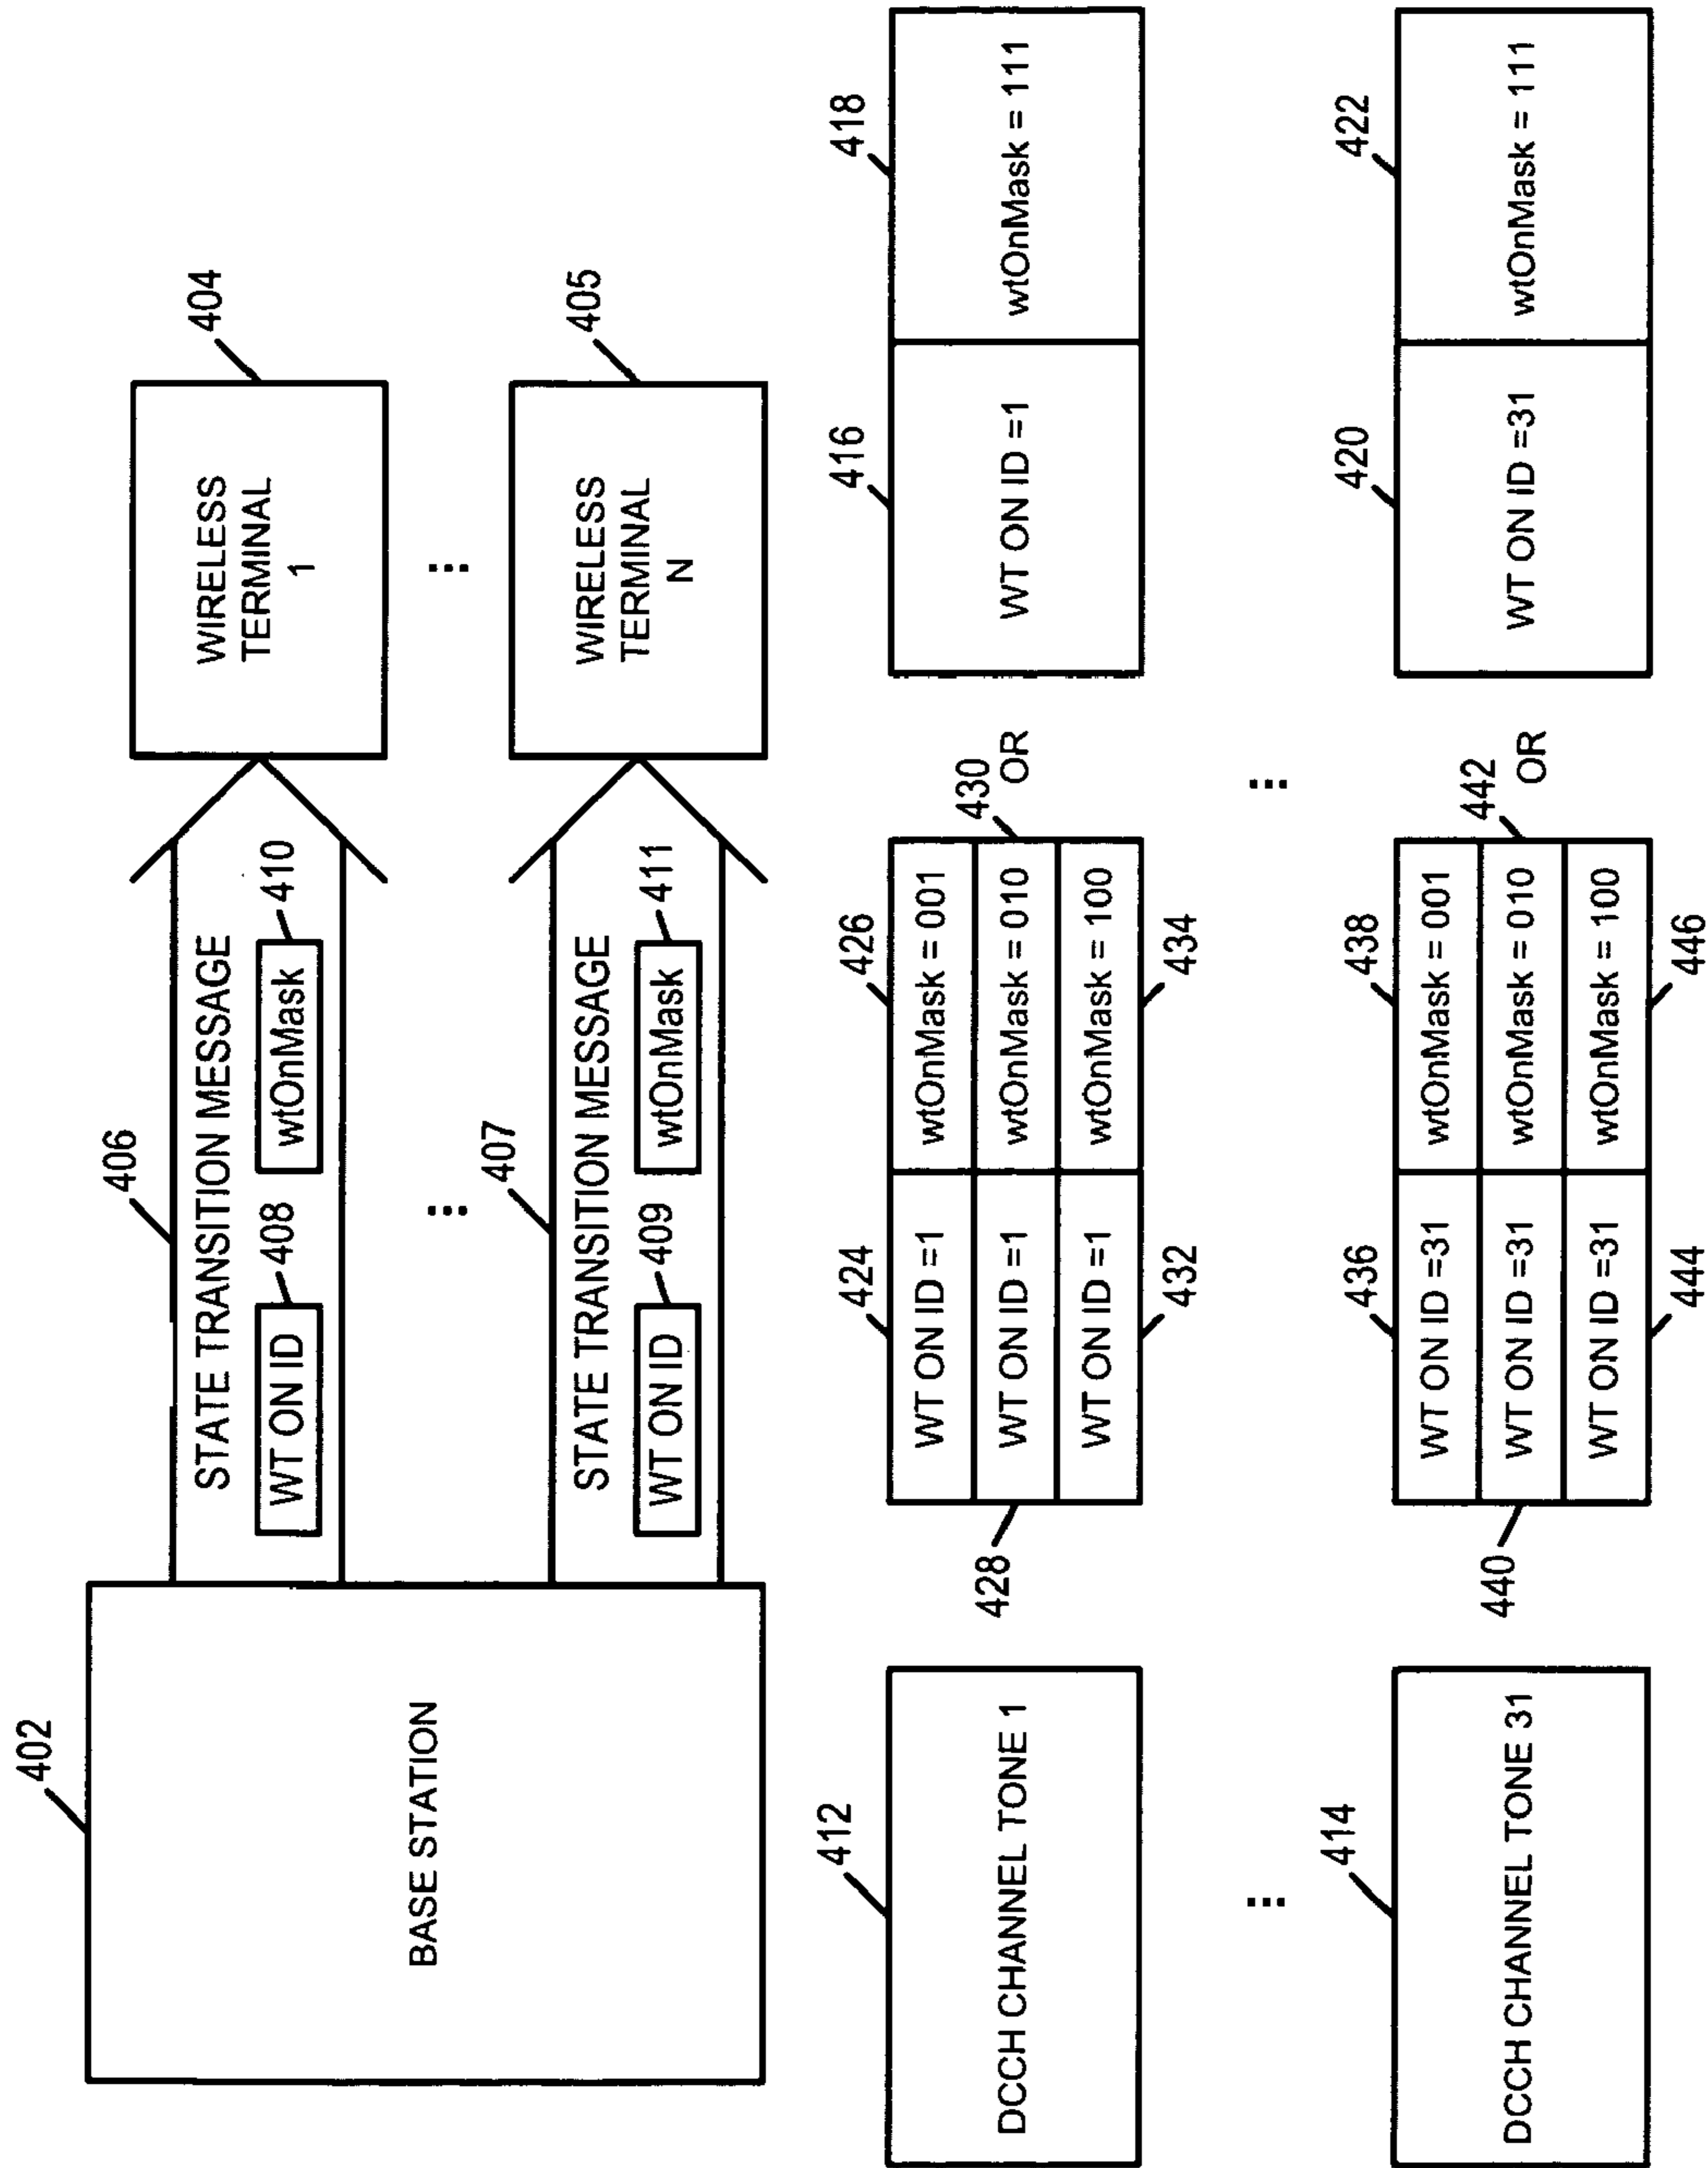 402
BASE STATION
406
STATE TRANSITION MESSAGE
WT ON ID
408
wtOnMask
410
404
WIRELESS
TERMINAL
1
...
...
407
STATE TRANSITION MESSAGE
WT ON ID
409
wtOnMask
411
405
WIRELESS
TERMINAL
N
412
DCCH CHANNEL TONE 1
424
426
WT ON ID =1
wtOnMask = 001
428
WT ON ID =1
wtOnMask = 010
430
WT ON ID =1
wtOnMask = 100
432
434
OR
416
418
WT ON ID =1
wtOnMask = 111
...
...
414
DCCH CHANNEL TONE 31
436
438
WT ON ID =31
wtOnMask = 001
440
WT ON ID =31
wtOnMask = 010
442
WT ON ID =31
wtOnMask = 100
444
446
OR
420
422
WT ON ID =31
wtOnMask = 111